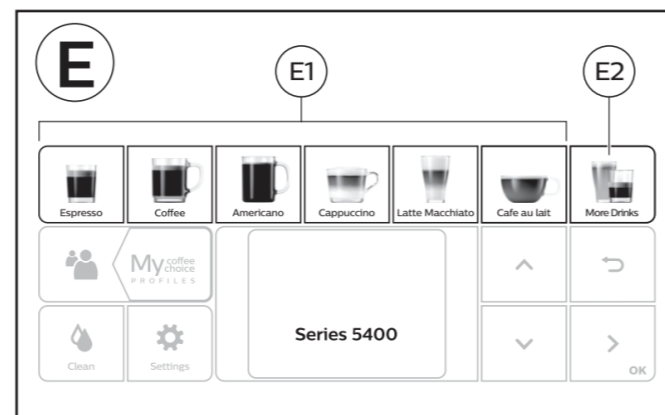 E
E1
E2
Espresso
Coffee
Americano
Cappuccino
Latte Macchiato
Cafe au lait
More Drinks
My coffee choice
PROFILES
Series 5400
Clean
Settings
OK